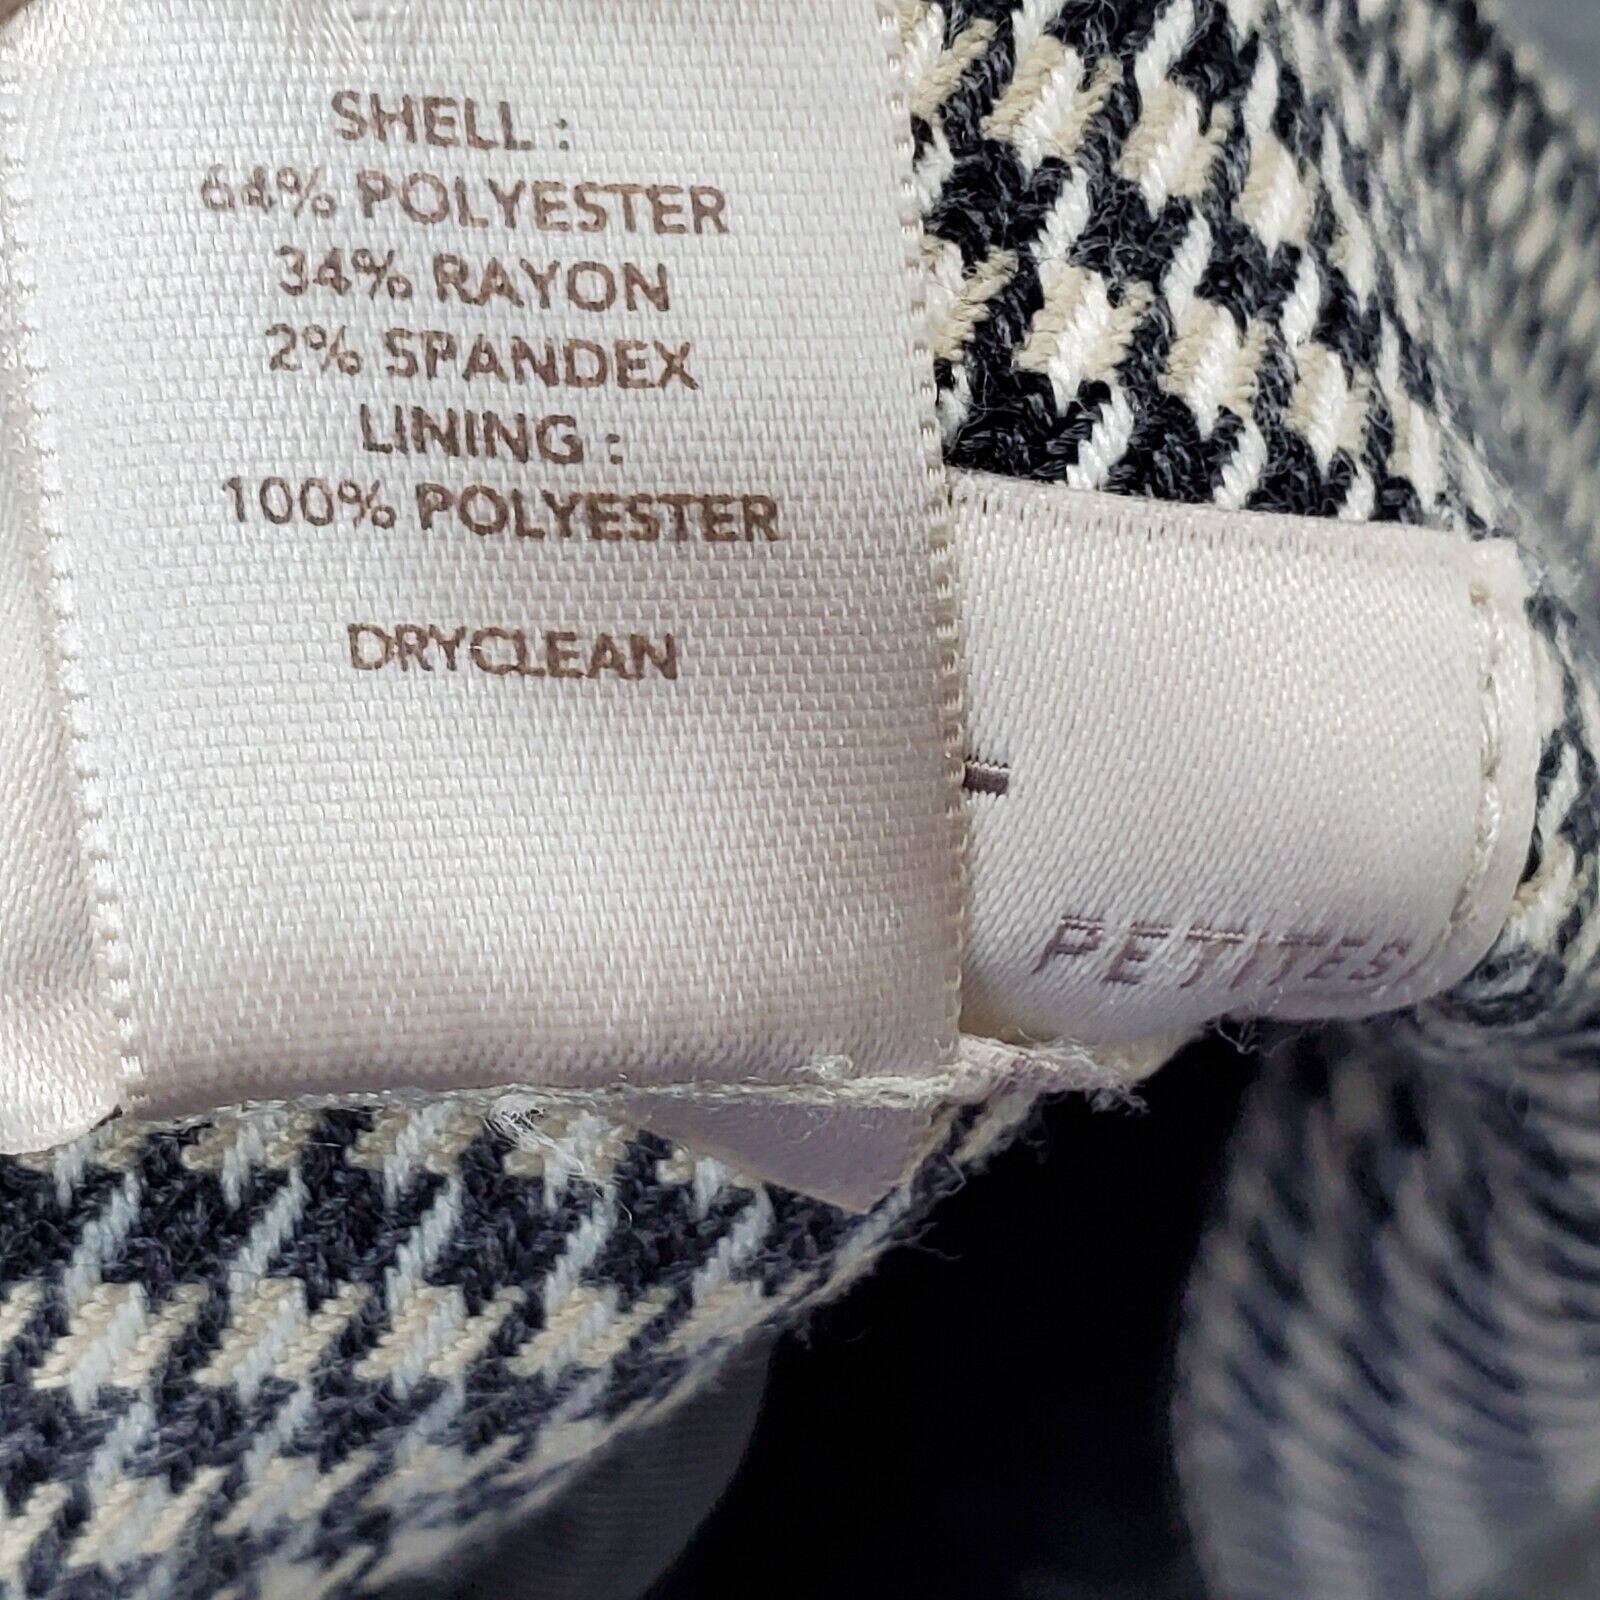 SHELL :
64% POLYESTER
34% RAYON
2% SPANDEX
LINING :
100% POLYESTER
DRYCLEAN
PETITES